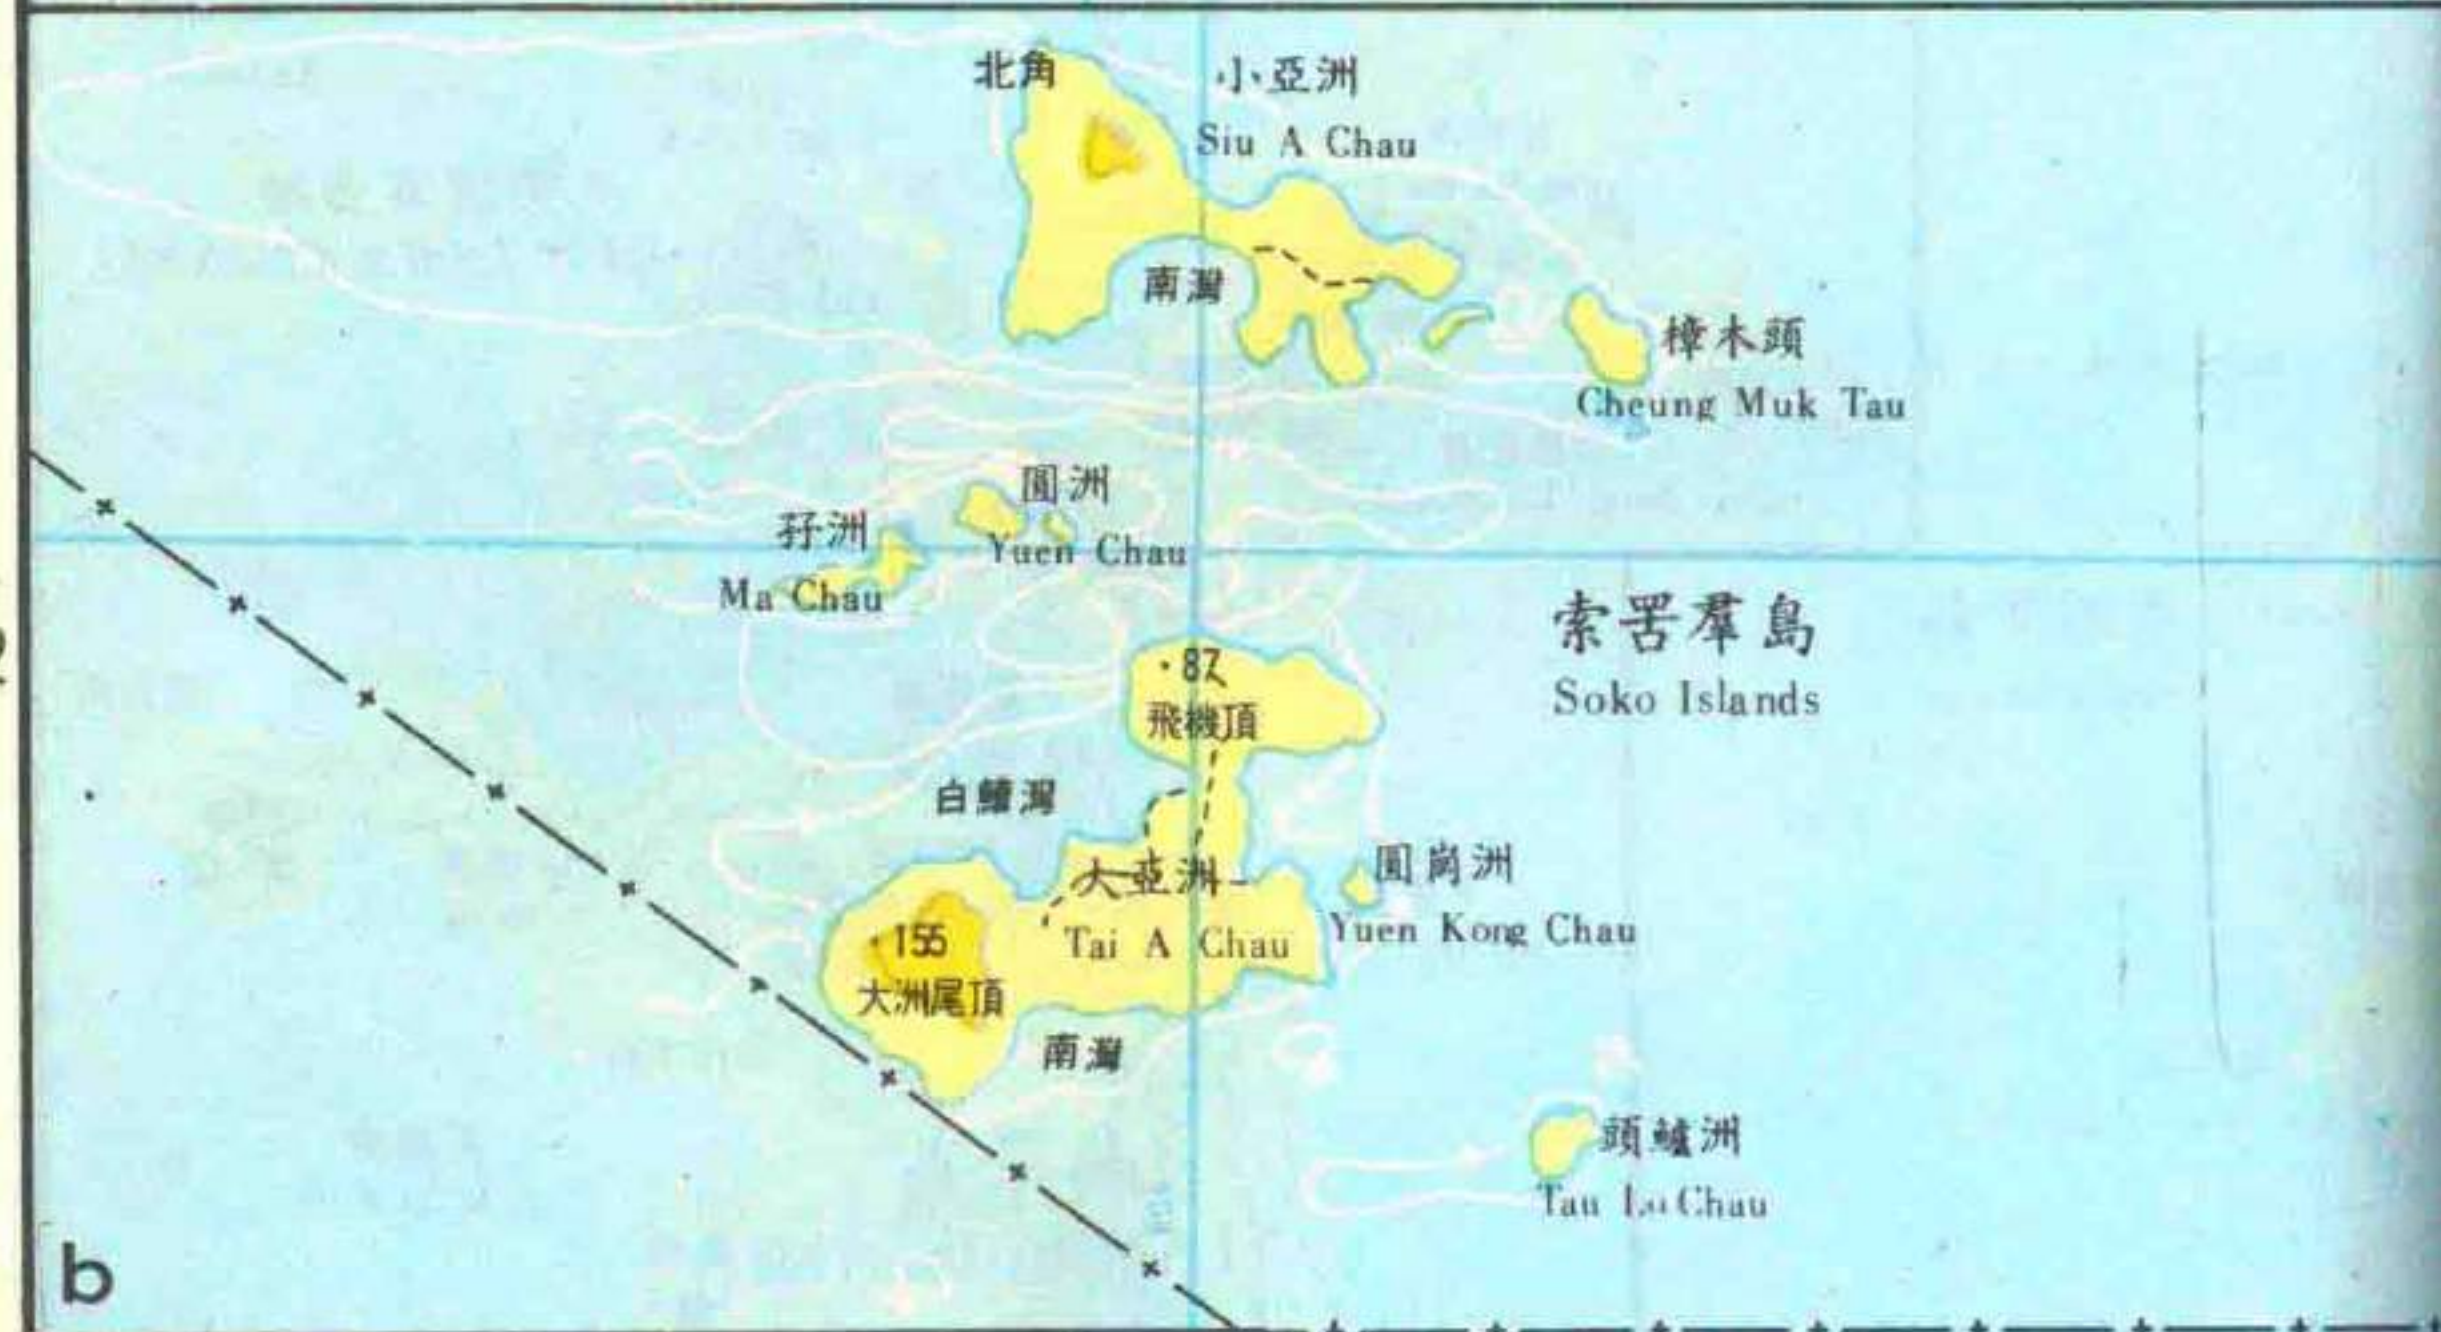 北角
小亞洲
Siu A Chau
南灣
樟木頭
Cheung Muk Tau
圓洲
Yuen Chau
孖洲
Ma Chau
索罟羣島
Soko Islands
87
飛機頂
白鱲灣
大亞洲
Tai A Chau
圓崗洲
Yuen Kong Chau
155
大洲尾頂
南灣
頭鱸洲
Tau Lo Chau
b